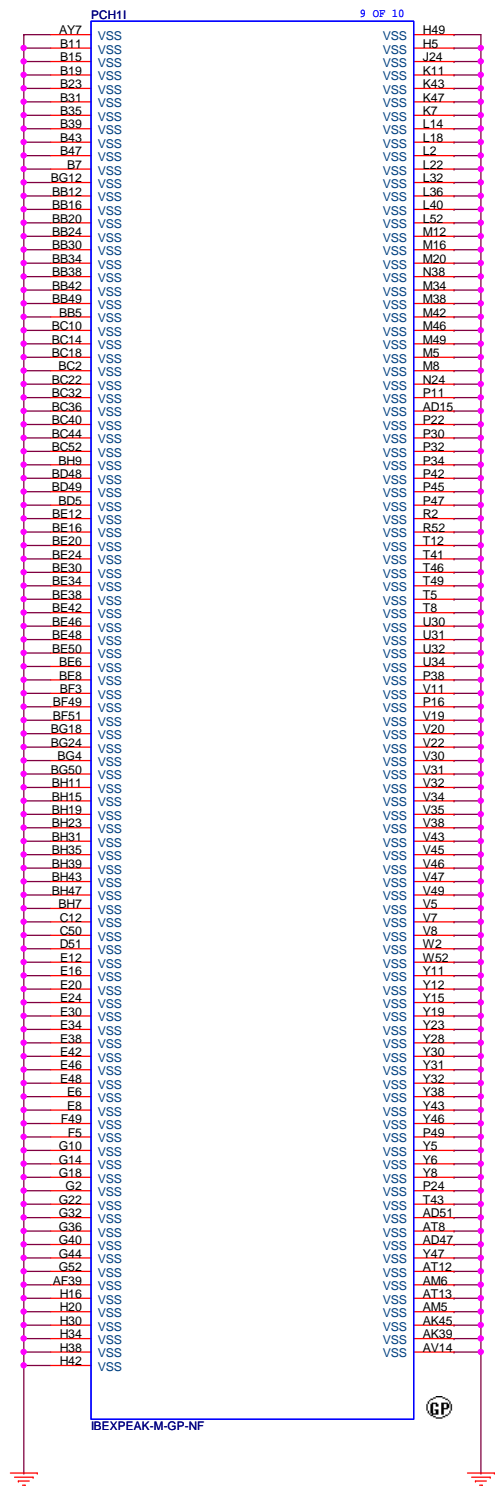 PCH1I 9 OF 10
AY7 VSS VSS H49
B11 VSS VSS H5
B15 VSS VSS J24
B19 VSS VSS K11
B23 VSS VSS K43
B31 VSS VSS K47
B35 VSS VSS K7
B39 VSS VSS L14
B43 VSS VSS L18
B47 VSS VSS L2
B7 VSS VSS L22
BG12 VSS VSS L32
BB12 VSS VSS L36
BB16 VSS VSS L40
BB20 VSS VSS L52
BB24 VSS VSS M12
BB30 VSS VSS M16
BB34 VSS VSS M20
BB38 VSS VSS N38
BB42 VSS VSS M34
BB49 VSS VSS M38
BB5 VSS VSS M42
BC10 VSS VSS M46
BC14 VSS VSS M49
BC18 VSS VSS M5
BC2 VSS VSS M8
BC22 VSS VSS N24
BC32 VSS VSS P11
BC36 VSS VSS AD15
BC40 VSS VSS P22
BC44 VSS VSS P30
BC52 VSS VSS P32
BH9 VSS VSS P34
BD48 VSS VSS P42
BD49 VSS VSS P45
BD5 VSS VSS P47
BE12 VSS VSS R2
BE16 VSS VSS R52
BE20 VSS VSS T12
BE24 VSS VSS T41
BE30 VSS VSS T46
BE34 VSS VSS T49
BE38 VSS VSS T5
BE42 VSS VSS T8
BE46 VSS VSS U30
BE48 VSS VSS U31
BE50 VSS VSS U32
BE6 VSS VSS U34
BE8 VSS VSS P38
BF3 VSS VSS V11
BF49 VSS VSS P16
BF51 VSS VSS V19
BG18 VSS VSS V20
BG24 VSS VSS V22
BG4 VSS VSS V30
BG50 VSS VSS V31
BH11 VSS VSS V32
BH15 VSS VSS V34
BH19 VSS VSS V35
BH23 VSS VSS V38
BH31 VSS VSS V43
BH35 VSS VSS V45
BH39 VSS VSS V46
BH43 VSS VSS V47
BH47 VSS VSS V49
BH7 VSS VSS V5
C12 VSS VSS V7
C50 VSS VSS V8
D51 VSS VSS W2
E12 VSS VSS W52
E16 VSS VSS Y11
E20 VSS VSS Y12
E24 VSS VSS Y15
E30 VSS VSS Y19
E34 VSS VSS Y23
E38 VSS VSS Y28
E42 VSS VSS Y30
E46 VSS VSS Y31
E48 VSS VSS Y32
E6 VSS VSS Y38
E8 VSS VSS Y43
F49 VSS VSS Y46
F5 VSS VSS P49
G10 VSS VSS Y5
G14 VSS VSS Y6
G18 VSS VSS Y8
G2 VSS VSS P24
G22 VSS VSS T43
G32 VSS VSS AD51
G36 VSS VSS AT8
G40 VSS VSS AD47
G44 VSS VSS Y47
G52 VSS VSS AT12
AF39 VSS VSS AM6
H16 VSS VSS AT13
H20 VSS VSS AM5
H30 VSS VSS AK45
H34 VSS VSS AK39
H38 VSS VSS AV14
H42 VSS
GP
IBEXPEAK-M-GP-NF